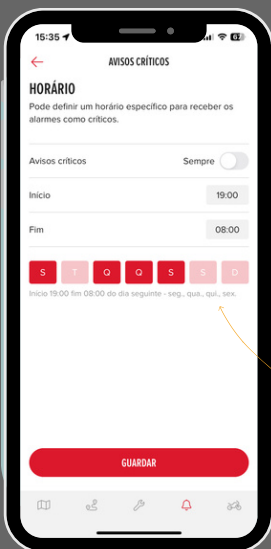 15:35
AVISOS CRÍTICOS
HORÁRIO
Pode definir um horário específico para receber os
alarmes como críticos.
Avisos críticos Sempre
Início 19:00
Fim 08:00
S T Q Q S S D
Início 19:00 fim 08:00 do dia seguinte - seg., qua., qui., sex.
GUARDAR